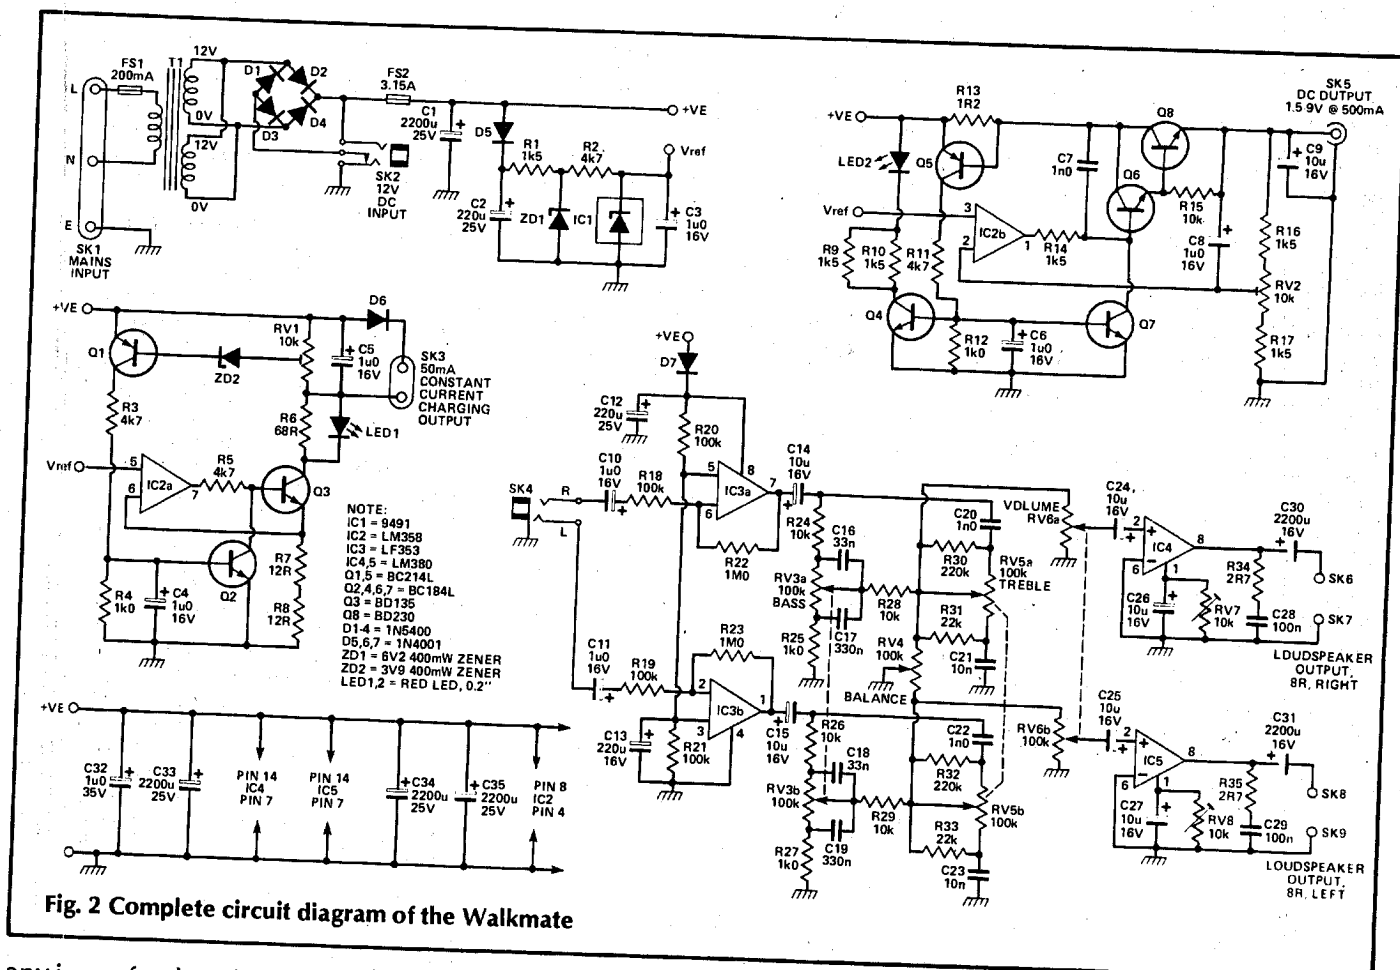 FS1
200mA
T1
12V
0V
12V
0V
L
N
E
SK1
MAINS
INPUT
D1
D2
D3
D4
FS2
3.15A
SK2
12V
DC
INPUT
C1
2200u
25V
D5
R1
1k5
R2
4k7
C2
220u
25V
ZD1
IC1
C3
1u0
16V
+VE
Vref
+VE
LED2
R13
1R2
Q5
Vref
3
2
IC2b
1
R9
1k5
R10
1k5
R11
4k7
R14
1k5
C7
1n0
Q8
Q6
R15
10k
C8
1u0
16V
C9
10u
16V
SK5
DC OUTPUT
1.5 9V @ 500mA
R16
1k5
RV2
10k
R17
1k5
Q4
R12
1k0
C6
1u0
16V
Q7
+VE
Q1
ZD2
RV1
10k
C5
1u0
16V
D6
SK3
50mA
CONSTANT
CURRENT
CHARGING
OUTPUT
R3
4k7
R6
68R
LED1
Vref
5
6
IC2a
7
R5
4k7
Q3
Q2
R4
1k0
C4
1u0
16V
R7
12R
R8
12R
NOTE:
IC1 = 9491
IC2 = LM358
IC3 = LF353
IC4,5 = LM380
Q1,5 = BC214L
Q2,4,6,7 = BC184L
Q3 = BD135
Q8 = BD230
D1-4 = 1N5400
D5,6,7 = 1N4001
ZD1 = 6V2 400mW ZENER
ZD2 = 3V9 400mW ZENER
LED1,2 = RED LED, 0.2"
+VE
D7
C12
220u
25V
R20
100k
SK4
R
L
C10
1u0
16V
R18
100k
5
6
8
IC3a
7
R22
1M0
C14
10u
16V
R24
10k
C16
33n
RV3a
100k
BASS
R28
10k
C17
330n
R25
1k0
C20
1n0
R30
220k
RV5a
100k
TREBLE
R31
22k
C21
10n
RV4
100k
BALANCE
VOLUME
RV6a
C24
10u
16V
2
6
IC4
8
1
C26
10u
16V
RV7
10k
R34
2R7
C28
100n
C30
2200u
16V
SK6
SK7
LOUDSPEAKER
OUTPUT,
8R, RIGHT
C11
1u0
16V
R19
100k
R23
1M0
2
3
4
IC3b
1
C13
220u
16V
R21
100k
C15
10u
16V
R26
10k
C18
33n
RV3b
100k
R29
10k
C19
330n
R27
1k0
C22
1n0
R32
220k
RV5b
100k
R33
22k
C23
10n
RV6b
100k
C25
10u
16V
2
6
IC5
8
1
C27
10u
16V
RV8
10k
R35
2R7
C29
100n
C31
2200u
16V
SK8
SK9
LOUDSPEAKER
OUTPUT,
8R, LEFT
+VE
C32
1u0
35V
C33
2200u
25V
PIN 14
IC4
PIN 7
PIN 14
IC5
PIN 7
C34
2200u
25V
C35
2200u
25V
PIN 8
IC2
PIN 4
Fig. 2 Complete circuit diagram of the Walkmate